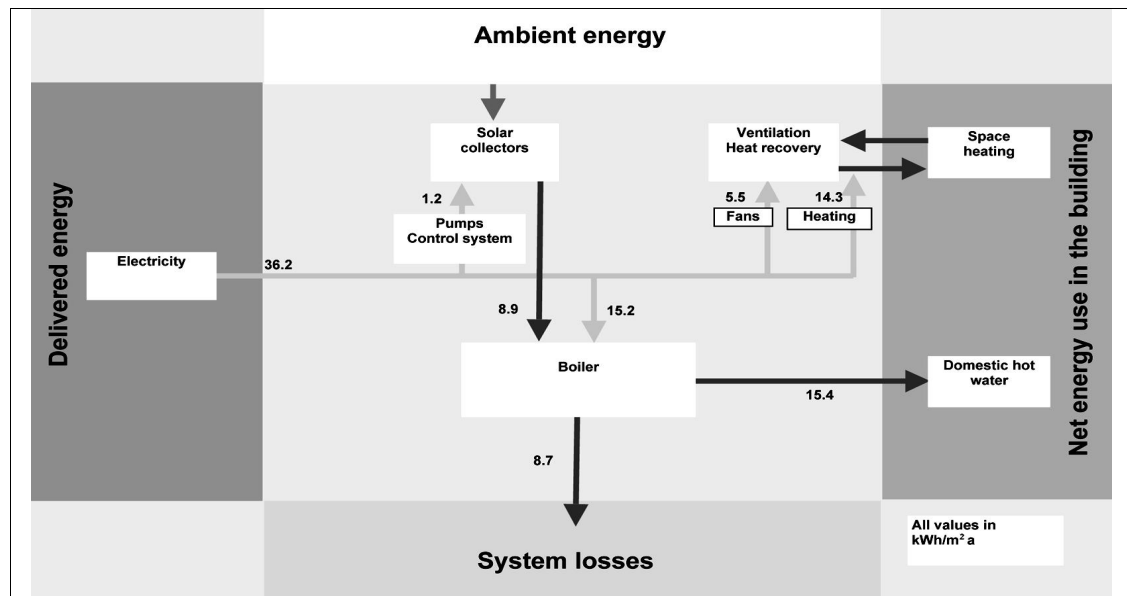 Ambient energy
Solar
collectors
Ventilation
Heat recovery
Space
heating
1.2
5.5
14.3
Pumps
Control system
Fans
Heating
Delivered energy
Electricity
36.2
8.9
15.2
Boiler
Domestic hot
water
15.4
Net energy use in the building
8.7
System losses
All values in
kWh/m² a